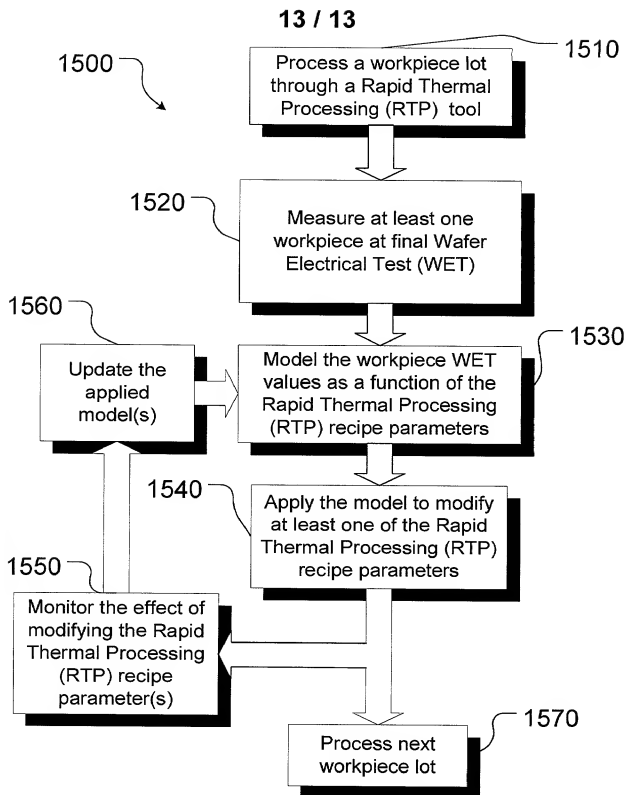 13 / 13
1500
1510
Process a workpiece lot
through a Rapid Thermal
Processing (RTP) tool
1520
Measure at least one
workpiece at final Wafer
Electrical Test (WET)
1560
Update the
applied
model(s)
1530
Model the workpiece WET
values as a function of the
Rapid Thermal Processing
(RTP) recipe parameters
1540
Apply the model to modify
at least one of the Rapid
Thermal Processing (RTP)
recipe parameters
1550
Monitor the effect of
modifying the Rapid
Thermal Processing
(RTP) recipe
parameter(s)
1570
Process next
workpiece lot